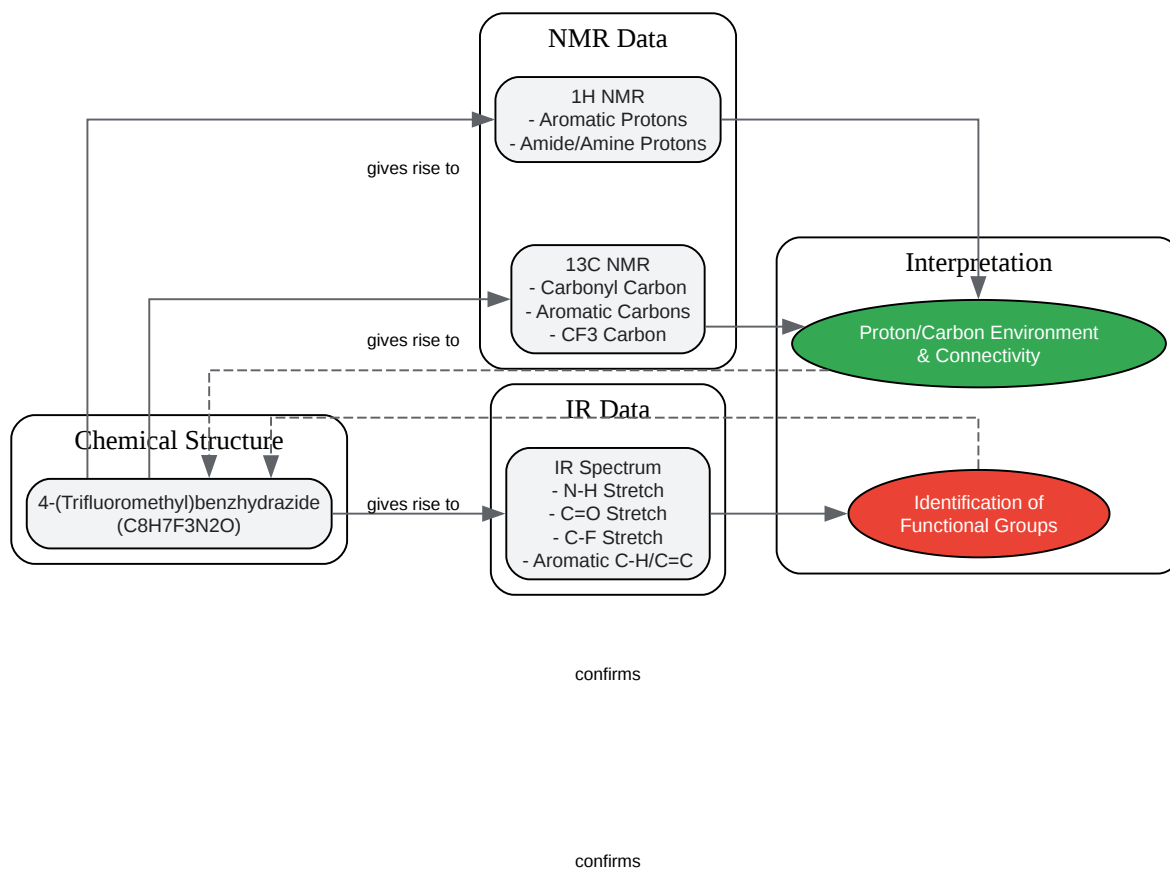 NMR Data
1H NMR
- Aromatic Protons
- Amide/Amine Protons
gives rise to
13C NMR
- Carbonyl Carbon
- Aromatic Carbons
- CF3 Carbon
gives rise to
Interpretation
Proton/Carbon Environment
& Connectivity
IR Data
IR Spectrum
- N-H Stretch
- C=O Stretch
- C-F Stretch
- Aromatic C-H/C=C
Chemical Structure
4-(Trifluoromethyl)benzhydrazide
(C8H7F3N2O)
gives rise to
Identification of
Functional Groups
confirms
confirms